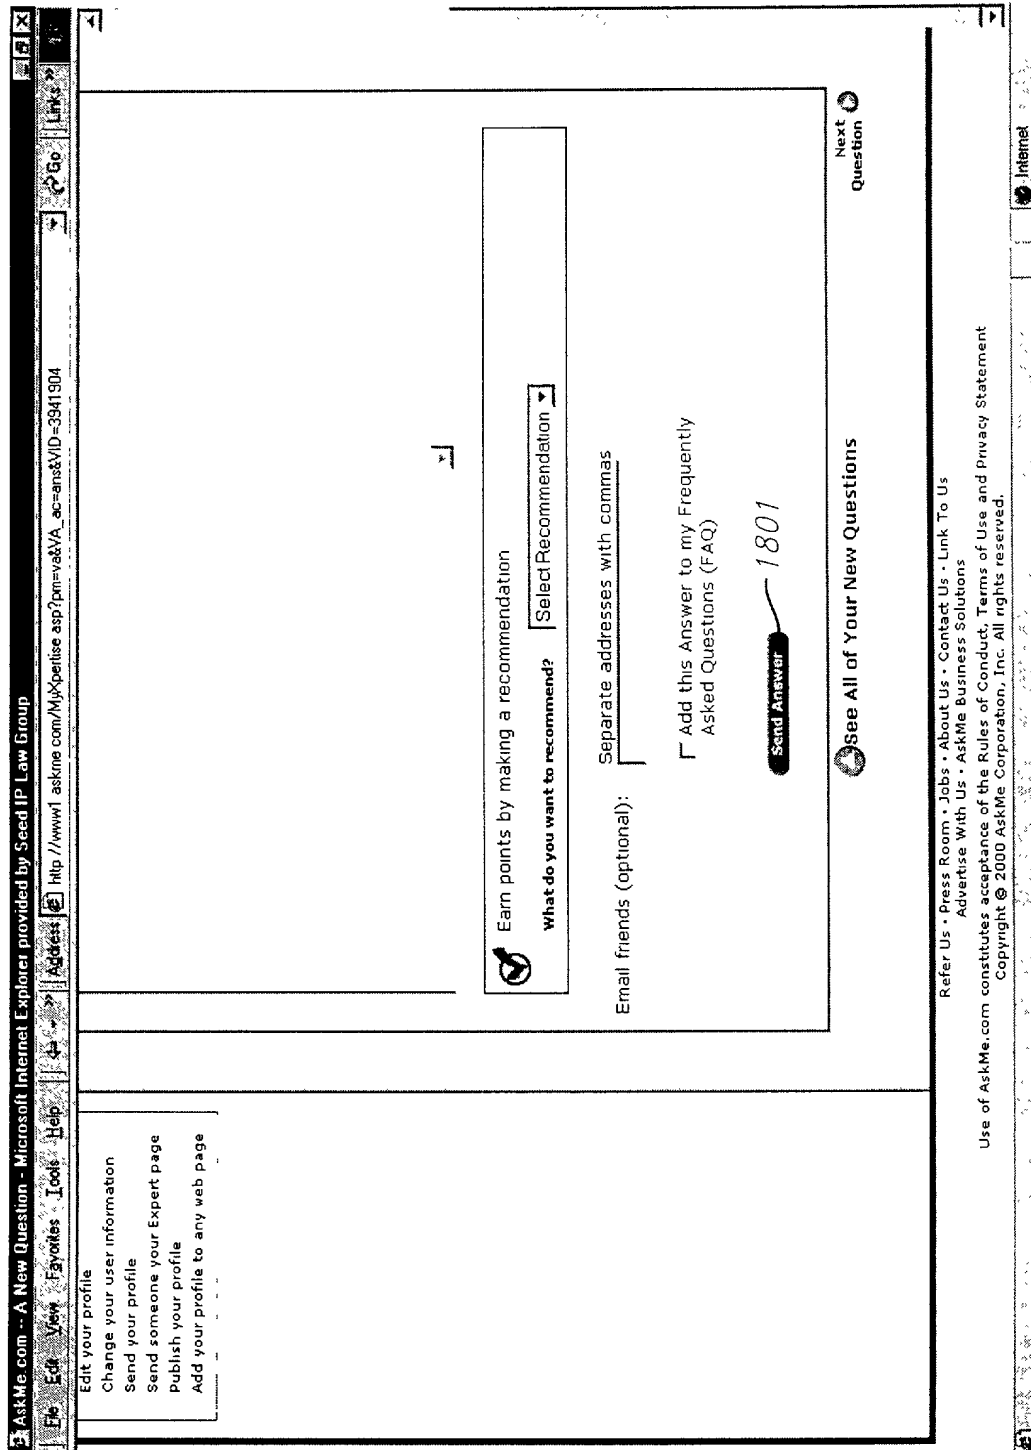 AskMe.com -- A New Question - Microsoft Internet Explorer provided by Seed IP Law Group
File Edit View Favorites Tools Help
Address http //www1 askme com/MyXpertise asp?pm=va&VA_ac=ans&VID=3941904 Go Links »
Edit your profile
Change your user information
Send your profile
Send someone your Expert page
Publish your profile
Add your profile to any web page
Earn points by making a recommendation
What do you want to recommend? Select Recommendation
Email friends (optional): Separate addresses with commas
Add this Answer to my Frequently
Asked Questions (FAQ)
Send Answer 1801
See All of Your New Questions
Next
Question
Refer Us • Press Room • Jobs • About Us • Contact Us • Link To Us
Advertise With Us • AskMe Business Solutions
Use of AskMe.com constitutes acceptance of the Rules of Conduct, Terms of Use and Privacy Statement
Copyright © 2000 AskMe Corporation, Inc. All rights reserved.
Internet